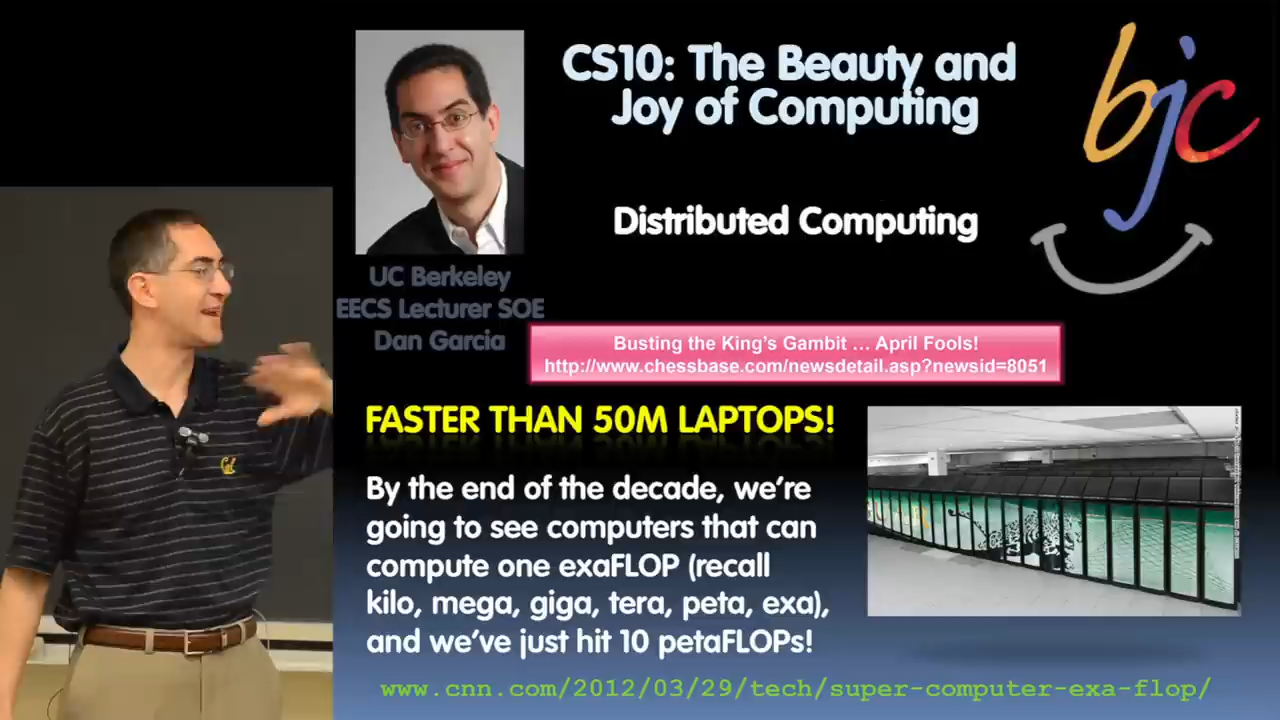 CS10: The Beauty and
Joy of Computing
bjc
Distributed Computing
UC Berkeley
EECS Lecturer SOE
Dan Garcia
Busting the King's Gambit ... April Fools!
http://www.chessbase.com/newsdetail.asp?newsid=8051
FASTER THAN 50M LAPTOPS!
By the end of the decade, we're
going to see computers that can
compute one exaFLOP (recall
kilo, mega, giga, tera, peta, exa),
and we've just hit 10 petaFLOPs!
www.cnn.com/2012/03/29/tech/super-computer-exa-flop/
Cal